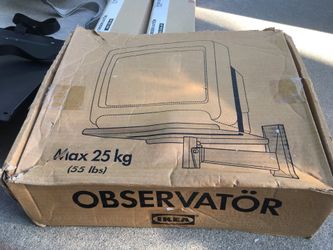 Max 25 kg
(55 lbs)
OBSERVATÖR
IKEA